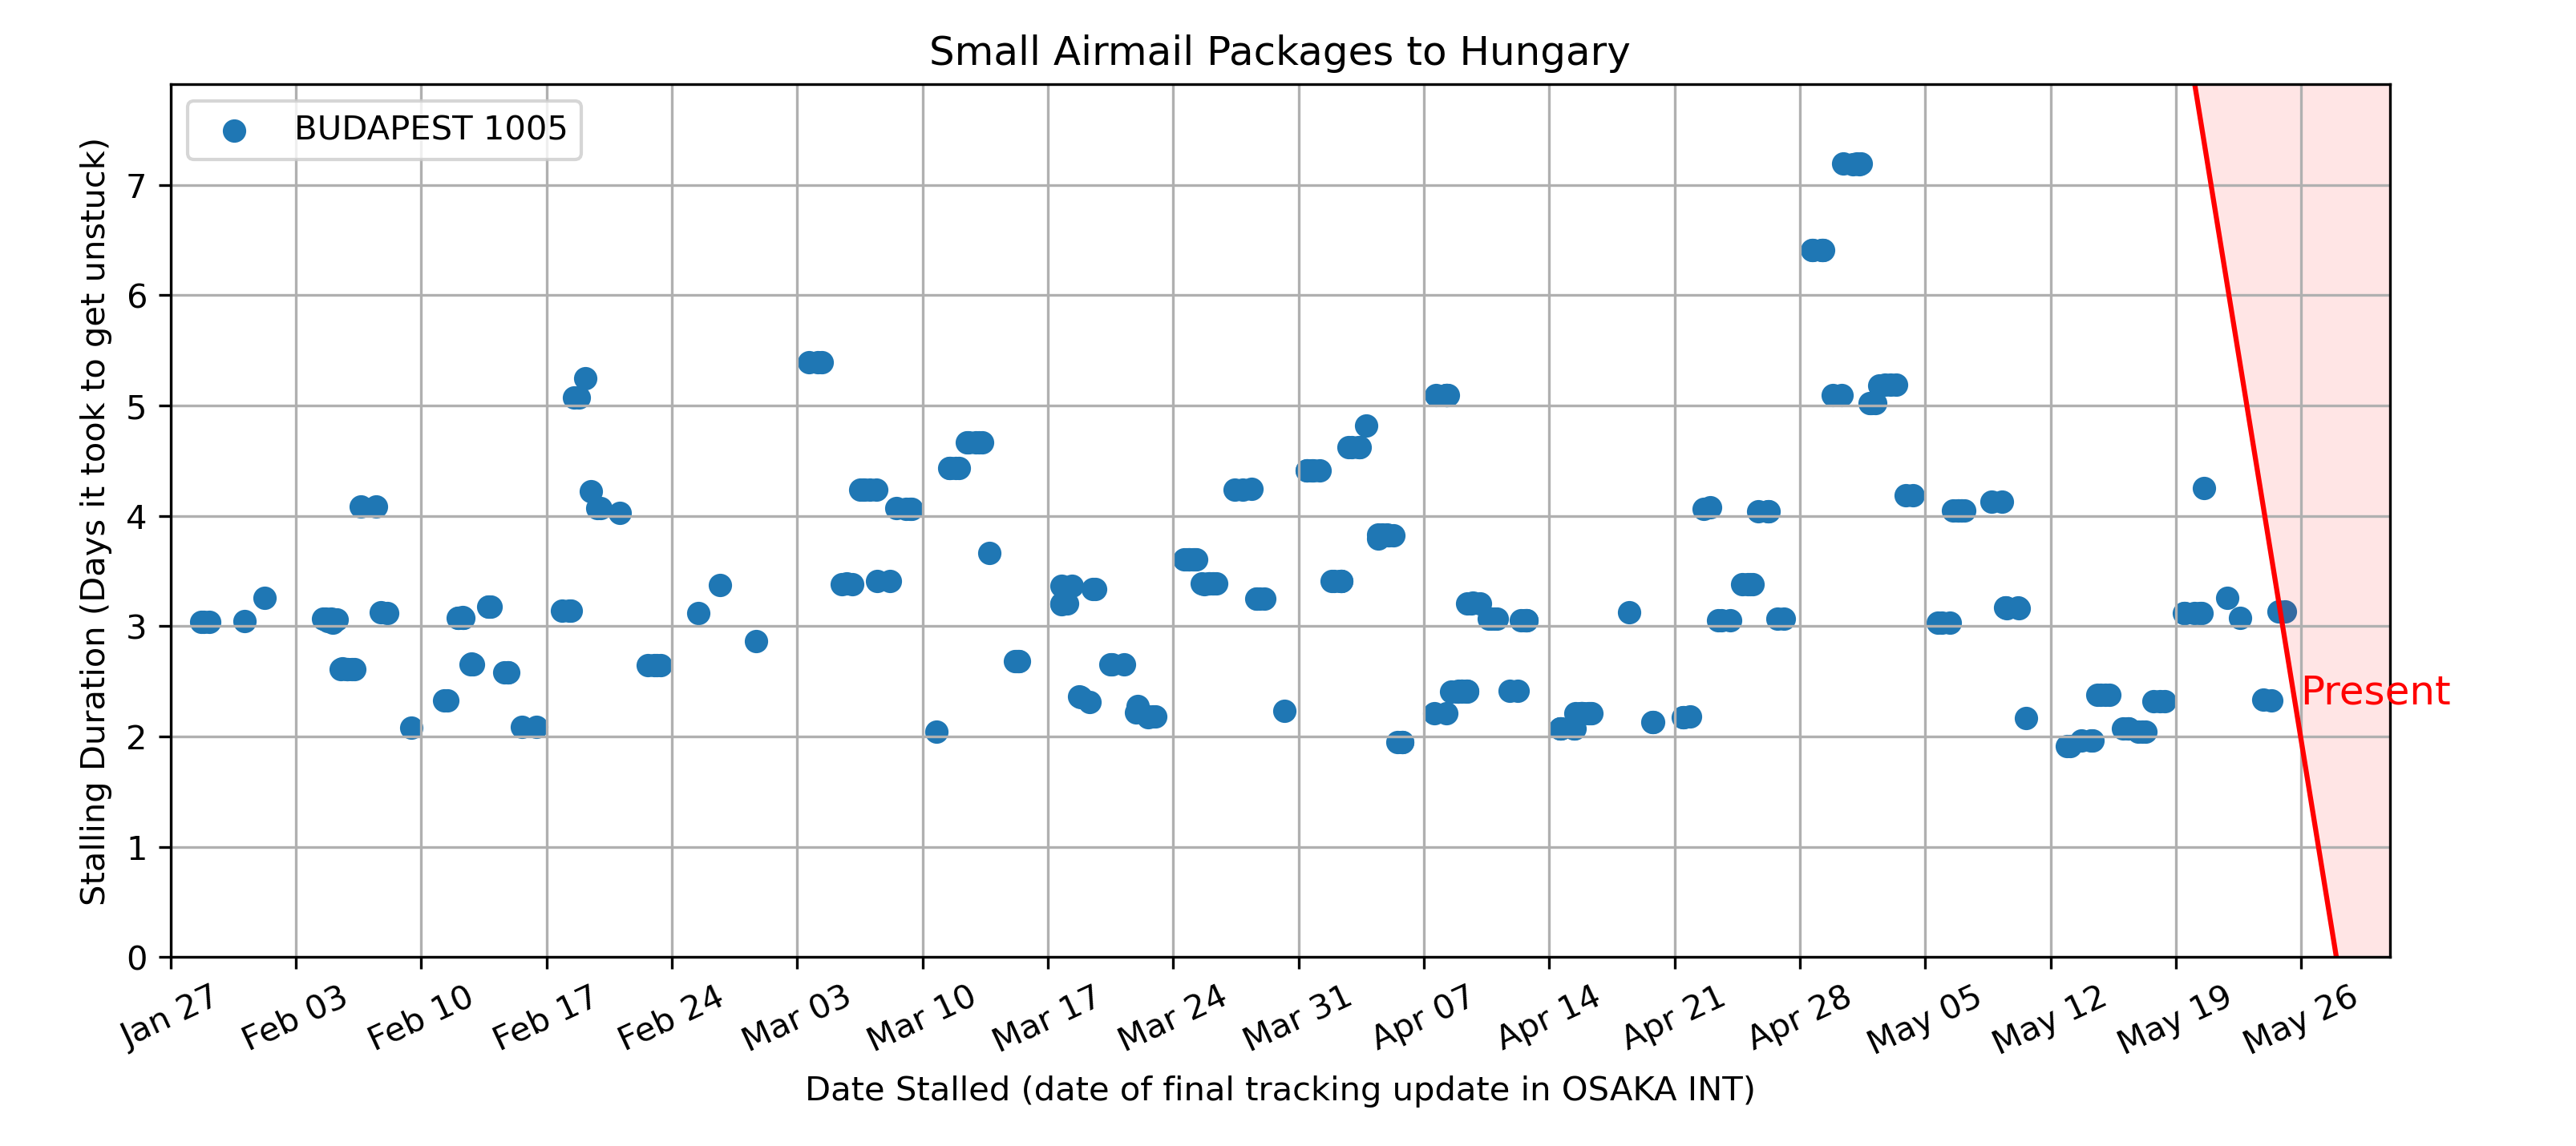 Small Airmail Packages to Hungary
BUDAPEST 1005
Stalling Duration (Days it took to get unstuck)
7
6
5
4
3
2
1
0
Present
Jan 27
Feb 03
Feb 10
Feb 17
Feb 24
Mar 03
Mar 10
Mar 17
Mar 24
Mar 31
Apr 07
Apr 14
Apr 21
Apr 28
May 05
May 12
May 19
May 26
Date Stalled (date of final tracking update in OSAKA INT)